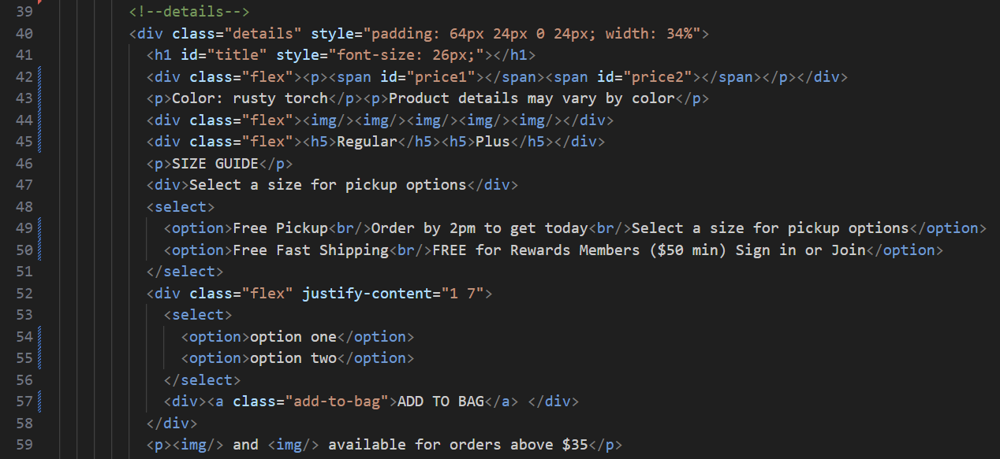 39 <!--details-->
40 <div class="details" style="padding: 64px 24px 0 24px; width: 34%">
41 <h1 id="title" style="font-size: 26px;"></h1>
42 <div class="flex"><p><span id="price1"></span><span id="price2"></span></p></div>
43 <p>Color: rusty torch</p><p>Product details may vary by color</p>
44 <div class="flex"><img/><img/><img/><img/><img/></div>
45 <div class="flex"><h5>Regular</h5><h5>Plus</h5></div>
46 <p>SIZE GUIDE</p>
47 <div>Select a size for pickup options</div>
48 <select>
49 <option>Free Pickup<br/>Order by 2pm to get today<br/>Select a size for pickup options</option>
50 <option>Free Fast Shipping<br/>FREE for Rewards Members ($50 min) Sign in or Join</option>
51 </select>
52 <div class="flex" justify-content="1 7">
53 <select>
54 <option>option one</option>
55 <option>option two</option>
56 </select>
57 <div><a class="add-to-bag">ADD TO BAG</a> </div>
58 </div>
59 <p><img/> and <img/> available for orders above $35</p>